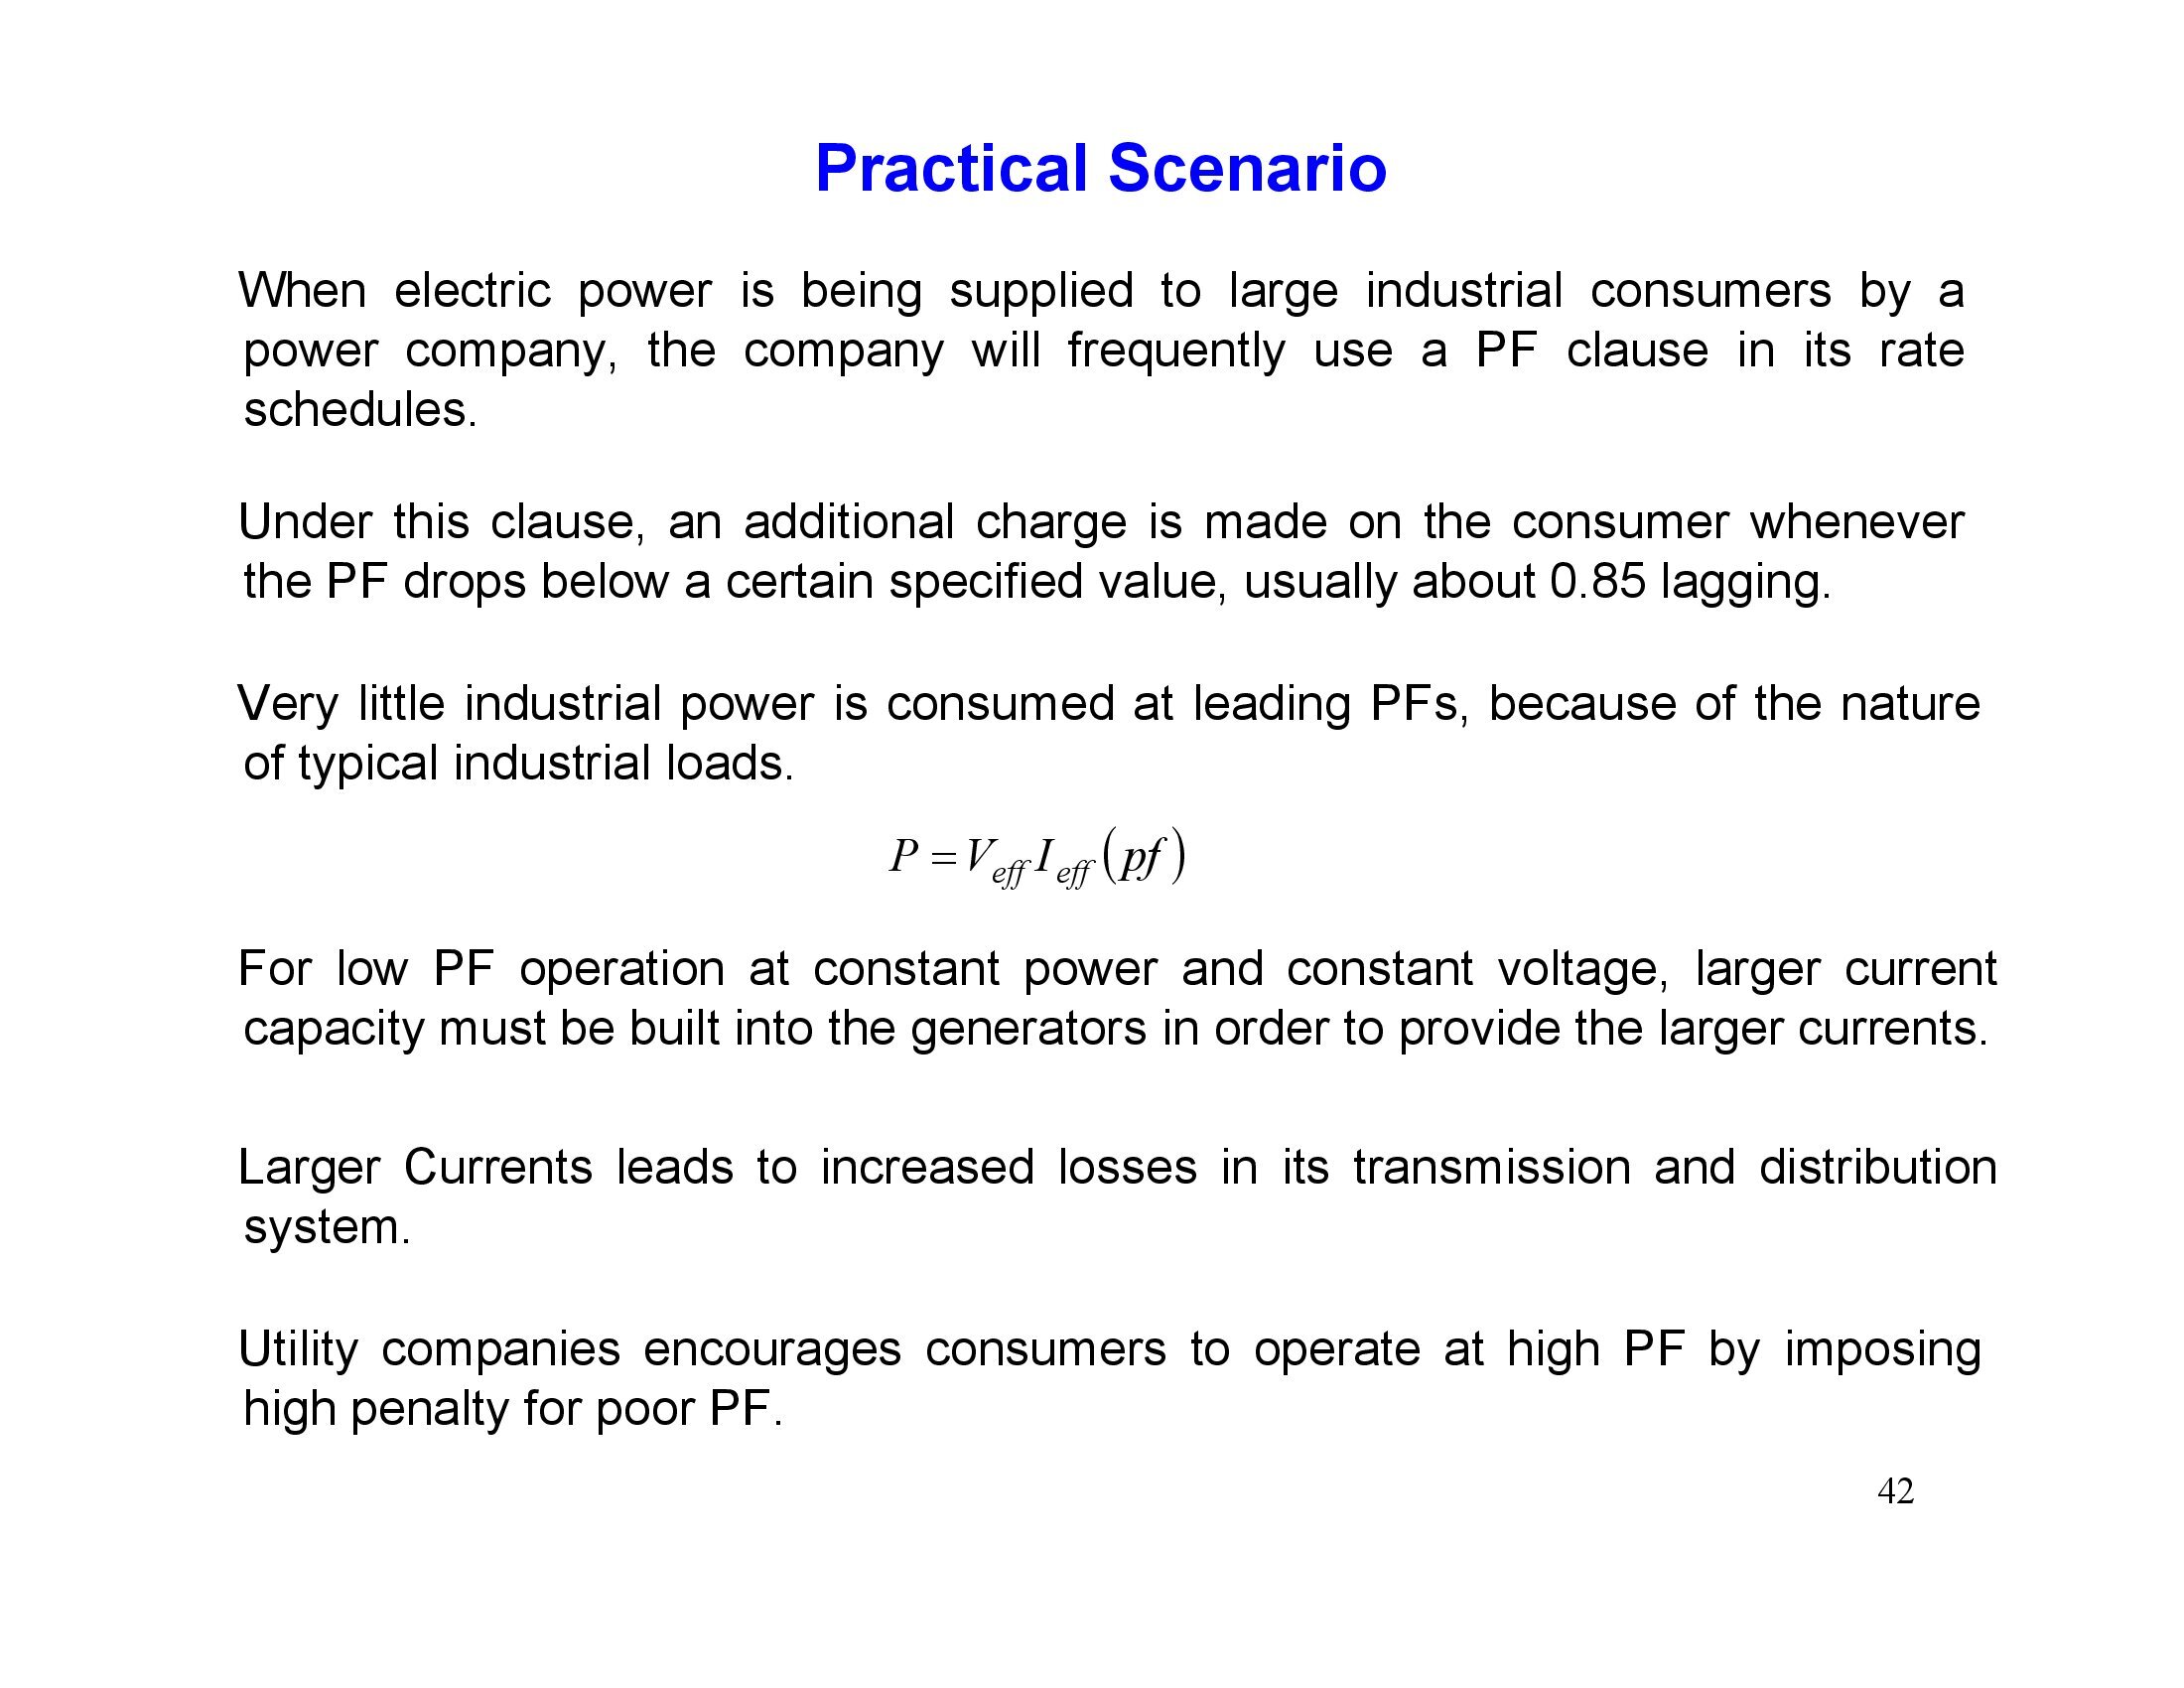 Practical Scenario
When electric power is being supplied to large industrial consumers by a
power company, the company will frequently use a PF clause in its rate
schedules.
Under this clause, an additional charge is made on the consumer whenever
the PF drops below a certain specified value, usually about 0.85 lagging.
Very little industrial power is consumed at leading PFs, because of the nature
of typical industrial loads.
P = V_eff I_eff (pf)
For low PF operation at constant power and constant voltage, larger current
capacity must be built into the generators in order to provide the larger currents.
Larger Currents leads to increased losses in its transmission and distribution
system.
Utility companies encourages consumers to operate at high PF by imposing
high penalty for poor PF.
42